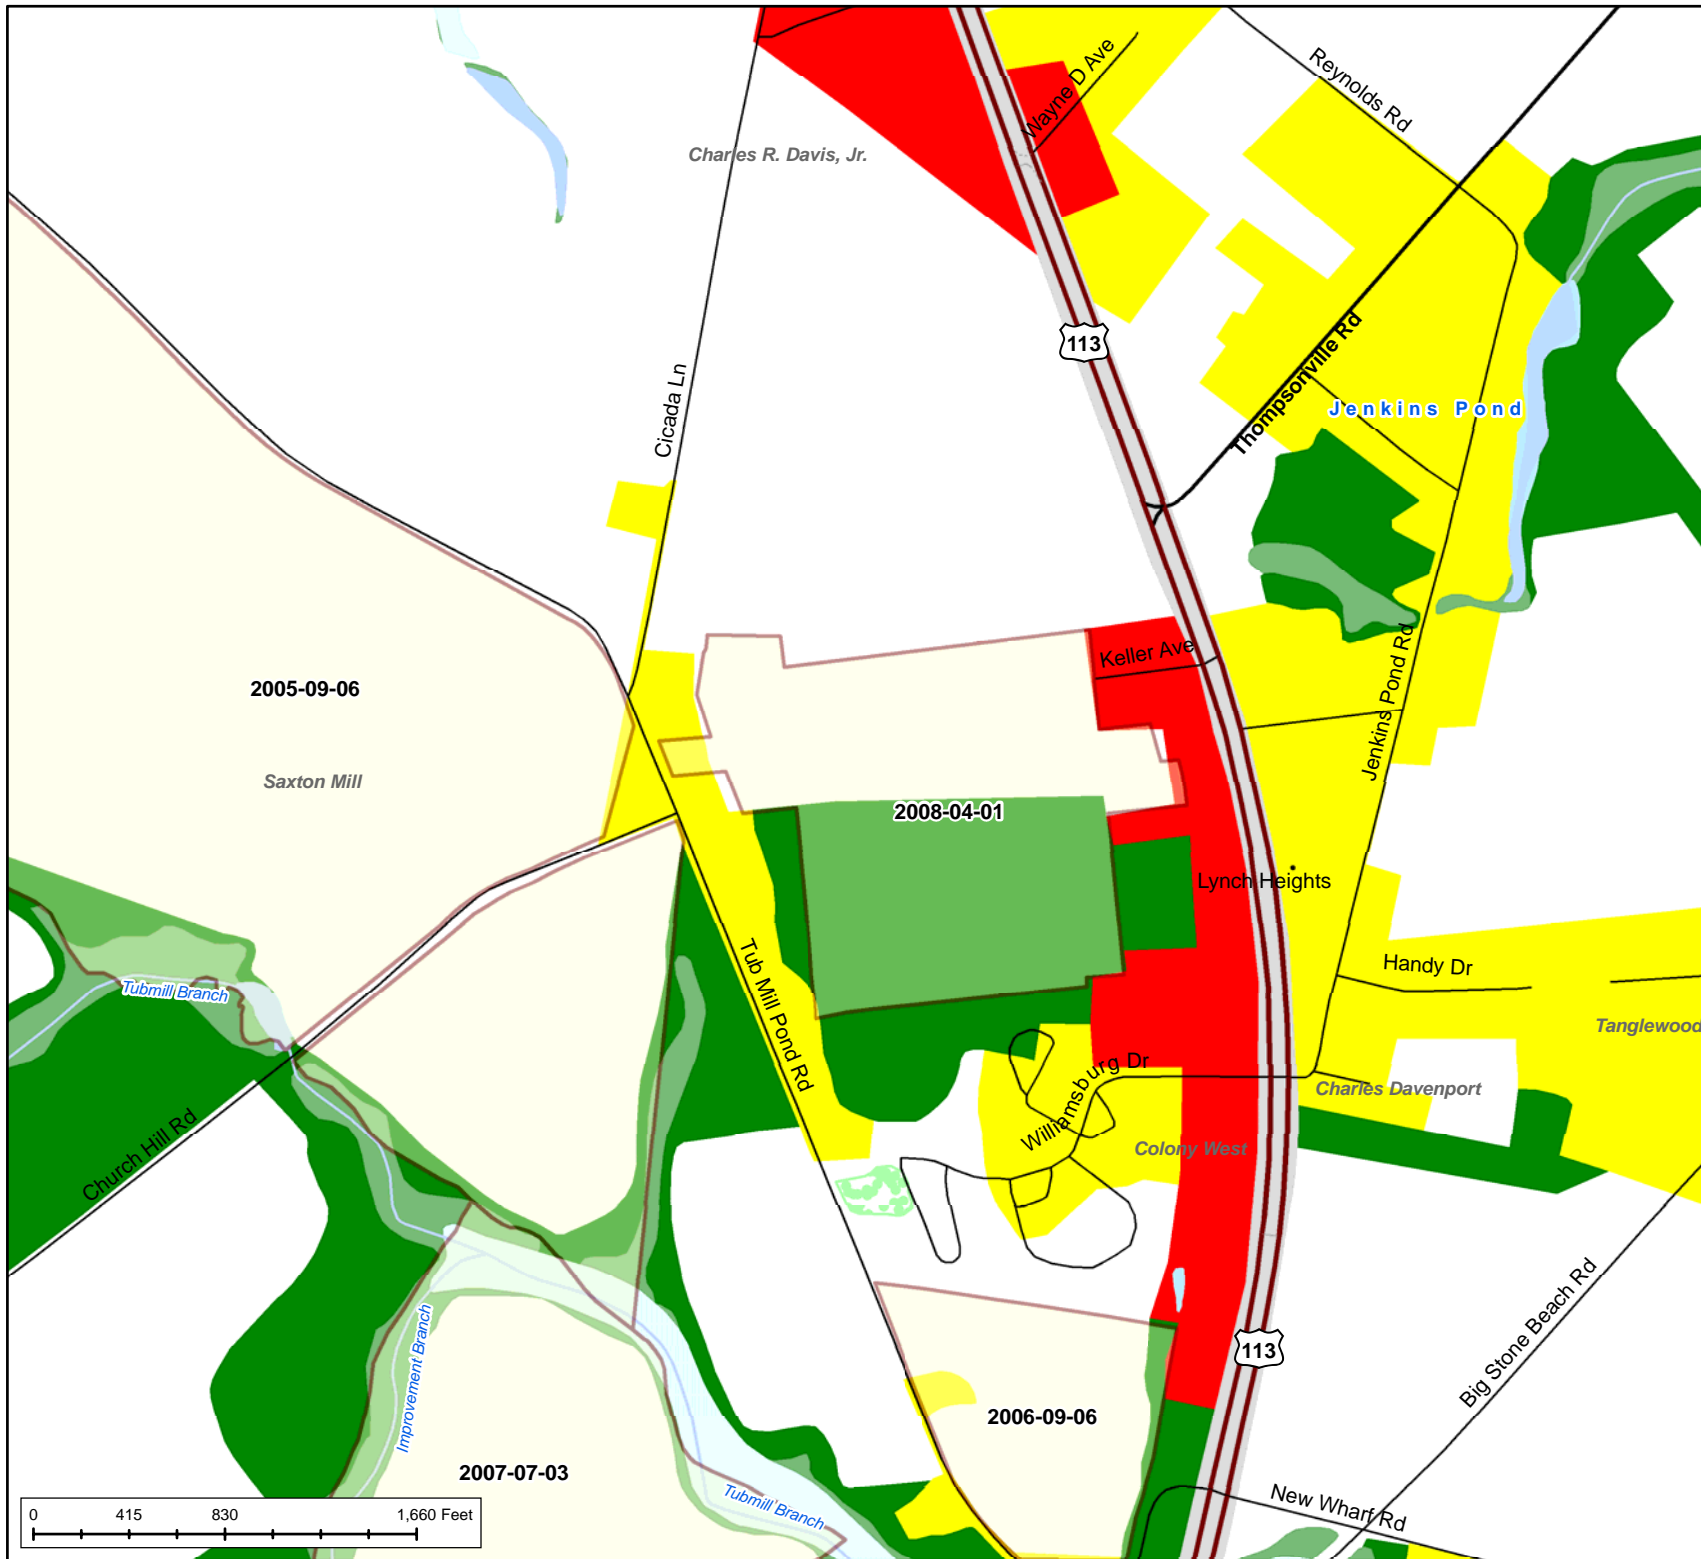 Wayne D Ave
Reynolds Rd
Charles R. Davis, Jr.
113
Thompsonville Rd
Cicada Ln
Jenkins Pond
Keller Ave
Jenkins Pond Rd
2005-09-06
Saxton Mill
2008-04-01
Lynch Heights
Handy Dr
Tub Mill Pond Rd
Tubmill Branch
Tanglewood
Williamsburg Dr
Charles Davenport
Church Hill Rd
Colony West
Big Stone Beach Rd
113
Improvement Branch
2006-09-06
2007-07-03
Tubmill Branch
New Wharf Rd
0 415 830 1,660 Feet